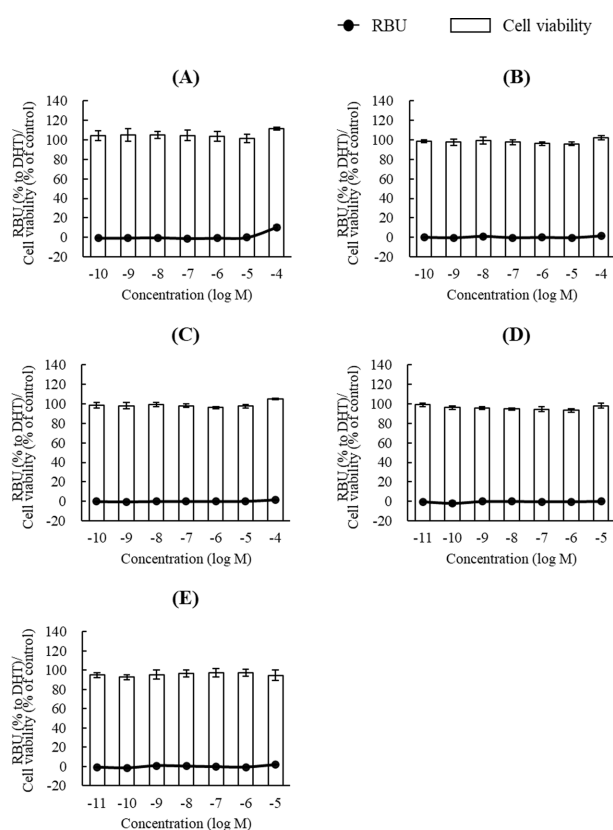 RBU Cell viability
(A)
RBU (% to DHT)/
Cell viability (% of control)
140
120
100
80
60
40
20
0
-20
-10 -9 -8 -7 -6 -5 -4
Concentration (log M)
(B)
RBU (% to DHT)/
Cell viability (% of control)
140
120
100
80
60
40
20
0
-20
-10 -9 -8 -7 -6 -5 -4
Concentration (log M)
(C)
RBU (% to DHT)/
Cell viability (% of control)
140
120
100
80
60
40
20
0
-20
-10 -9 -8 -7 -6 -5 -4
Concentration (log M)
(D)
RBU (% to DHT)/
Cell viability (% of control)
140
120
100
80
60
40
20
0
-20
-11 -10 -9 -8 -7 -6 -5
Concentration (log M)
(E)
RBU (% to DHT)/
Cell viability (% of control)
140
120
100
80
60
40
20
0
-20
-11 -10 -9 -8 -7 -6 -5
Concentration (log M)